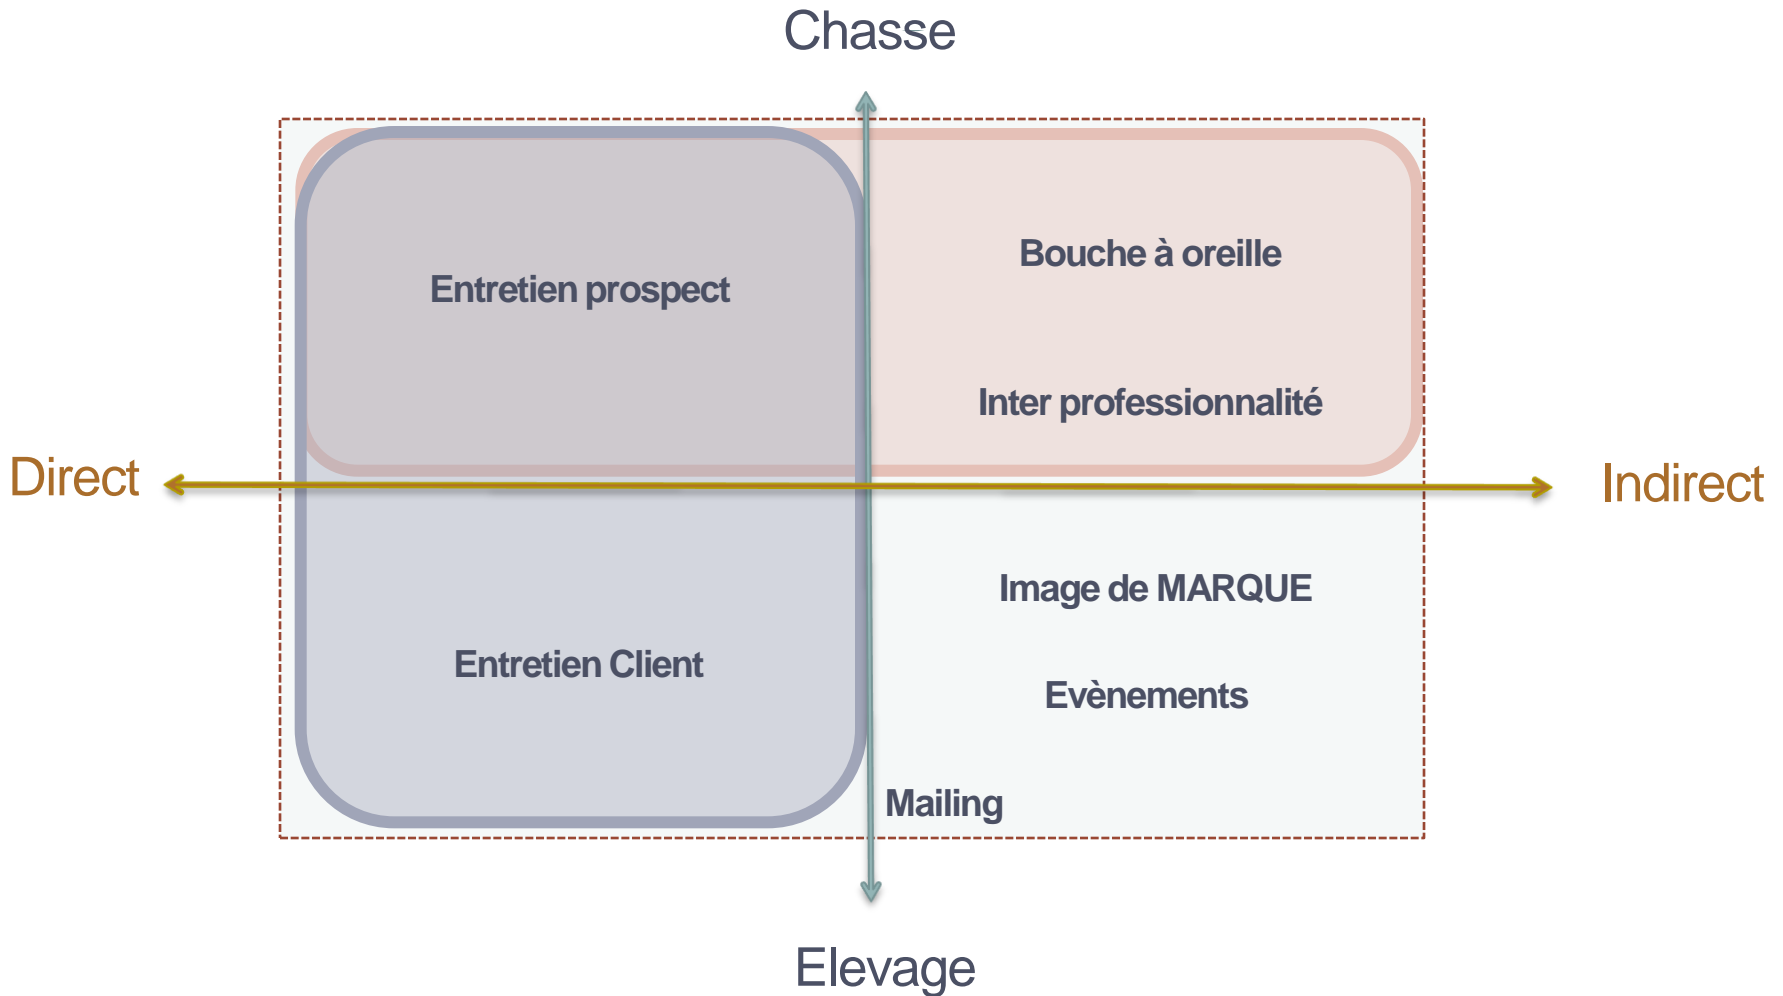 Chasse
Bouche à oreille
Entretien prospect
Inter professionnalité
Direct
Indirect
Image de MARQUE
Entretien Client
Evènements
Mailing
Elevage